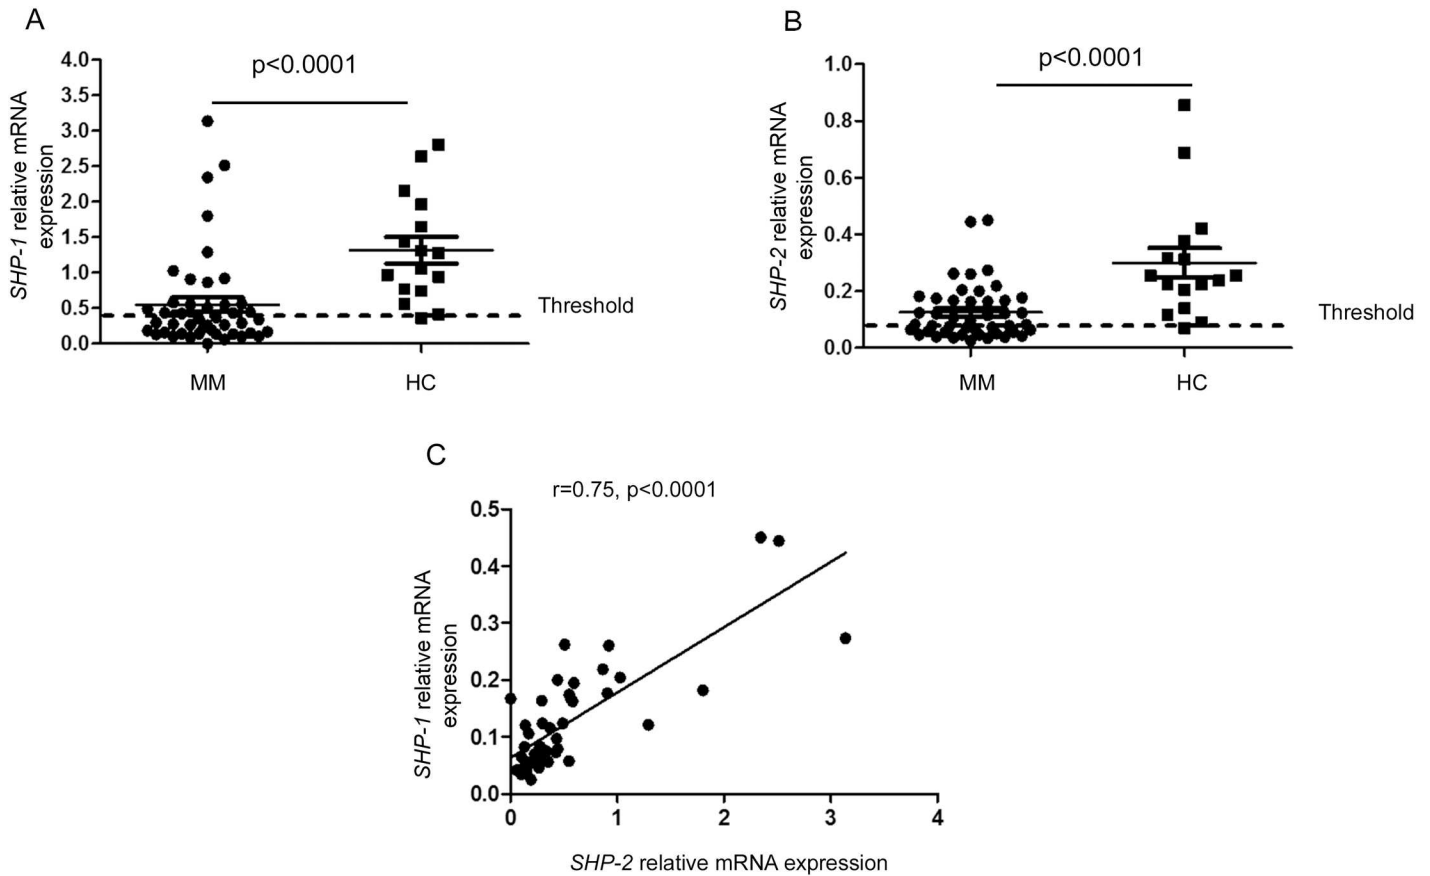 A
p<0.0001
SHP-1 relative mRNA
expression
4.0
3.5
3.0
2.5
2.0
1.5
1.0
0.5
0.0
Threshold
MM
HC
B
p<0.0001
SHP-2 relative mRNA
expression
1.0
0.8
0.6
0.4
0.2
0.0
Threshold
MM
HC
C
r=0.75, p<0.0001
SHP-1 relative mRNA
expression
0.5
0.4
0.3
0.2
0.1
0.0
0
1
2
3
4
SHP-2 relative mRNA expression